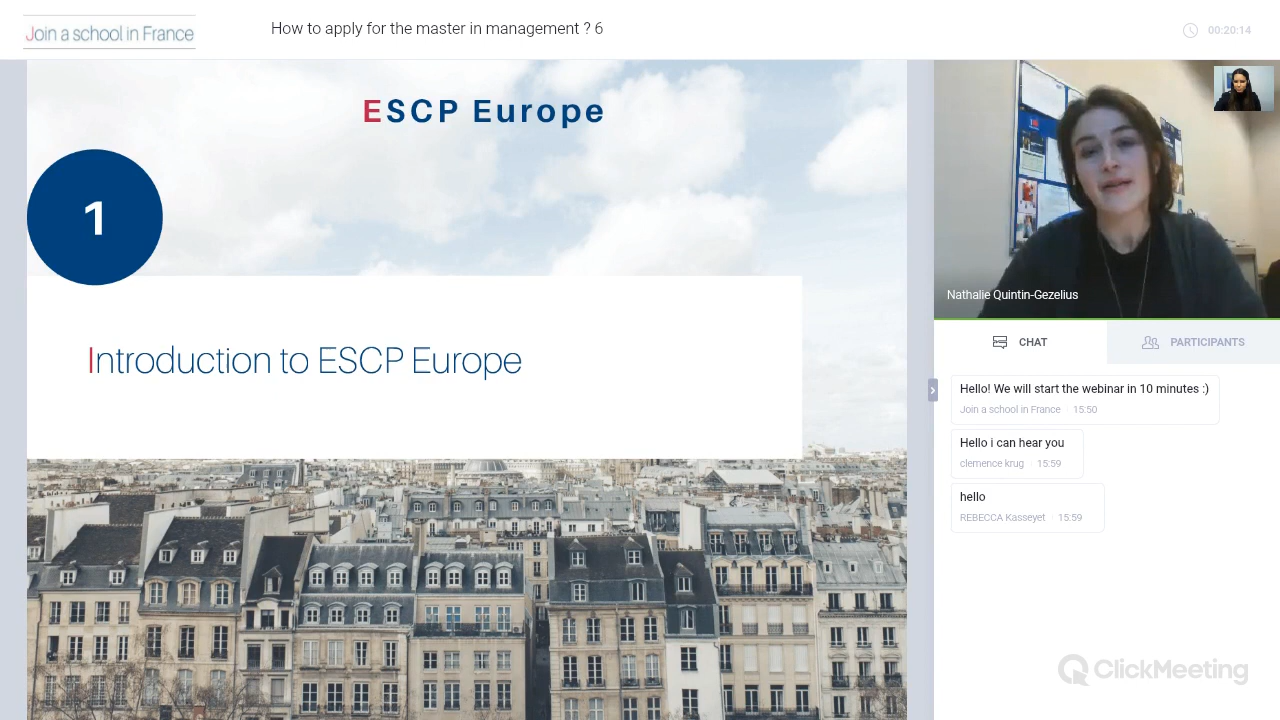 Join a school in France
How to apply for the master in management ? 6
00:20:14
ESCP Europe
1
Introduction to ESCP Europe
Nathalie Quintin-Gezelius
CHAT
PARTICIPANTS
Hello! We will start the webinar in 10 minutes :)
Join a school in France 15:50
Hello i can hear you
clemence krug 15:59
hello
REBECCA Kasseyet 15:59
ClickMeeting